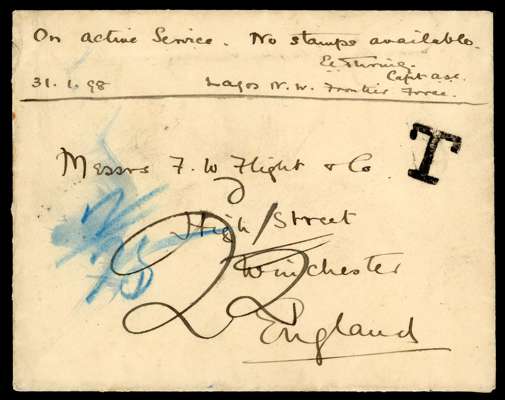 On active Service. No stamps available.
Capt
31.1.98 Lagos N.W. Frontier Force.
T
Messrs F. W Flight & Co
High Street
Winchester
England